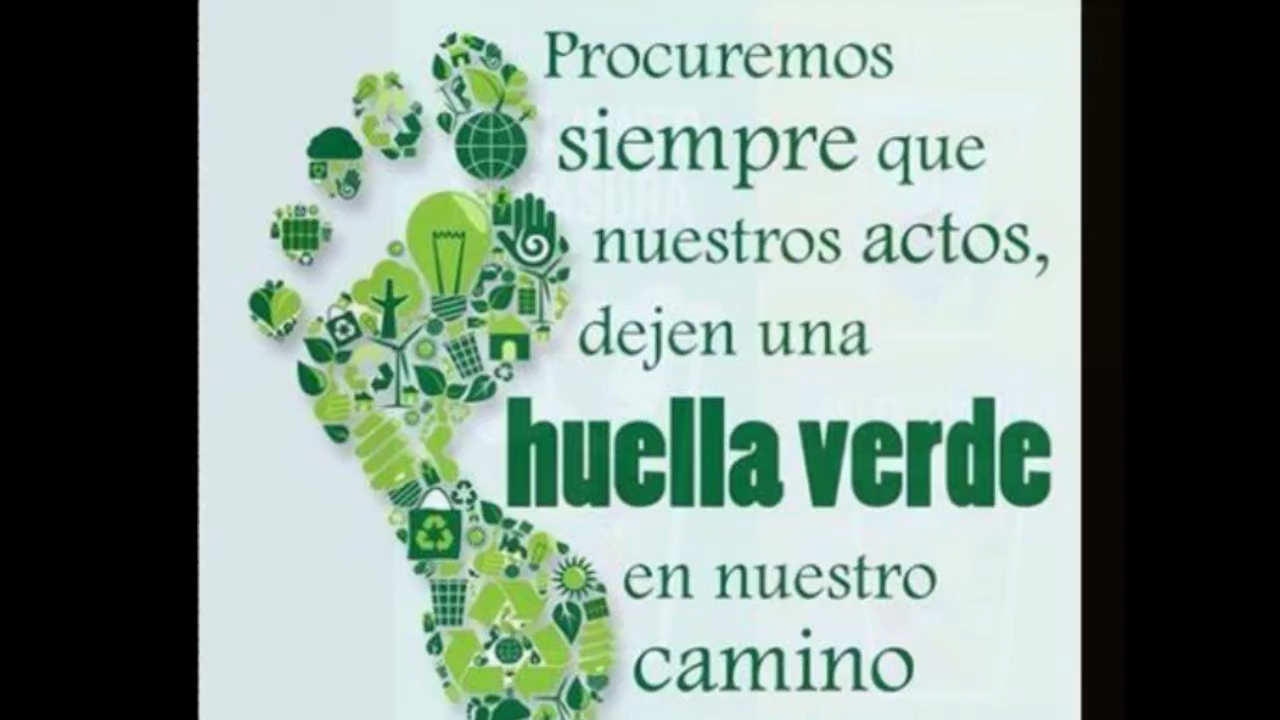 Procuremos
siempre que
nuestros actos,
dejen una
huella verde
en nuestro
camino